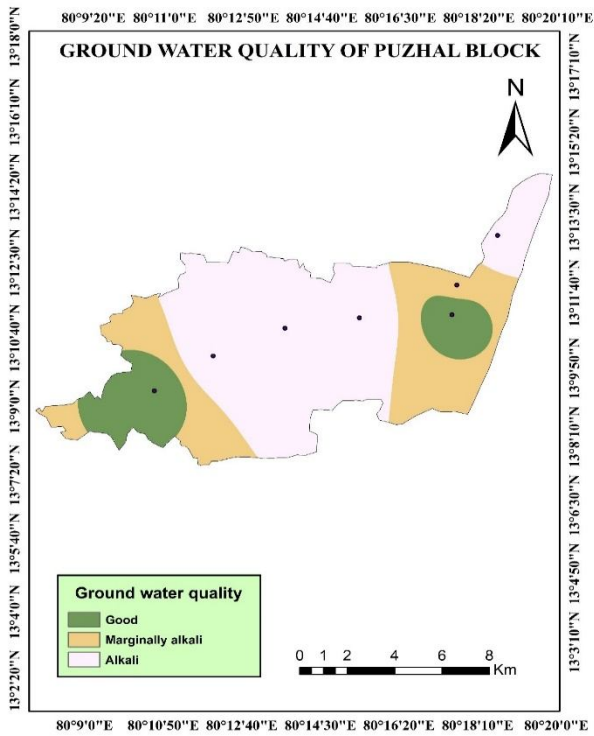 80°9'20"E 80°11'0"E 80°12'50"E 80°14'40"E 80°16'30"E 80°18'20"E 80°20'10"E
GROUND WATER QUALITY OF PUZHAL BLOCK
N
13°18'0"N
13°16'10"N
13°14'20"N
13°12'30"N
13°10'40"N
13°9'0"N
13°7'20"N
13°5'40"N
13°4'0"N
13°2'20"N
13°17'10"N
13°15'20"N
13°13'30"N
13°11'40"N
13°9'50"N
13°8'10"N
13°6'30"N
13°4'50"N
13°3'10"N
Ground water quality
Good
Marginally alkali
Alkali
0 1 2 4 6 8
Km
80°9'0"E 80°10'50"E 80°12'40"E 80°14'30"E 80°16'20"E 80°18'10"E 80°20'0"E